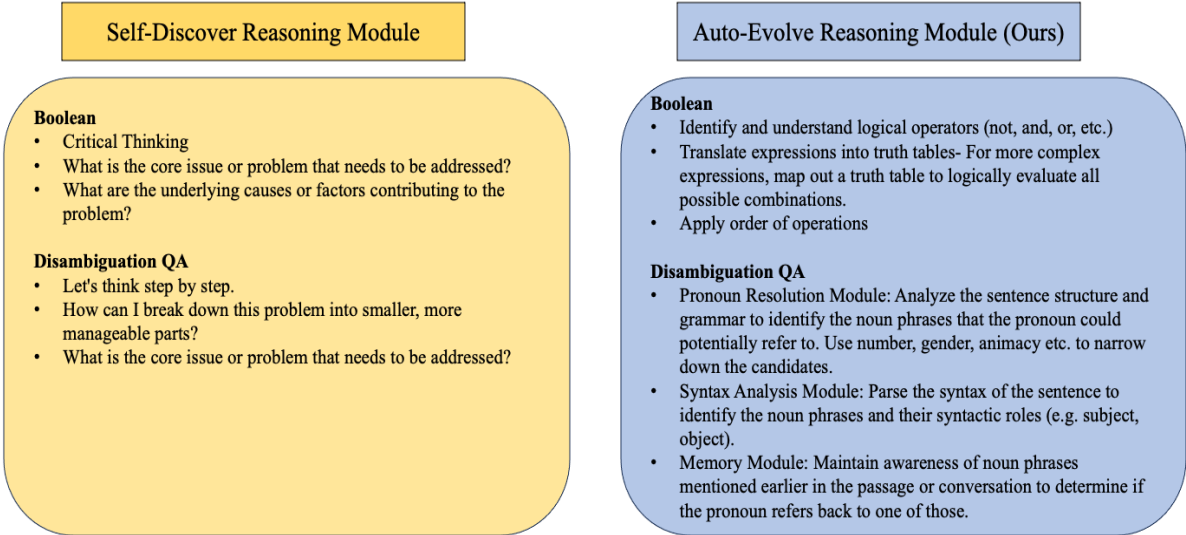 Self-Discover Reasoning Module
Boolean
• Critical Thinking
• What is the core issue or problem that needs to be addressed?
• What are the underlying causes or factors contributing to the
problem?
Disambiguation QA
• Let's think step by step.
• How can I break down this problem into smaller, more
manageable parts?
• What is the core issue or problem that needs to be addressed?
Auto-Evolve Reasoning Module (Ours)
Boolean
• Identify and understand logical operators (not, and, or, etc.)
• Translate expressions into truth tables- For more complex
expressions, map out a truth table to logically evaluate all
possible combinations.
• Apply order of operations
Disambiguation QA
• Pronoun Resolution Module: Analyze the sentence structure and
grammar to identify the noun phrases that the pronoun could
potentially refer to. Use number, gender, animacy etc. to narrow
down the candidates.
• Syntax Analysis Module: Parse the syntax of the sentence to
identify the noun phrases and their syntactic roles (e.g. subject,
object).
• Memory Module: Maintain awareness of noun phrases
mentioned earlier in the passage or conversation to determine if
the pronoun refers back to one of those.